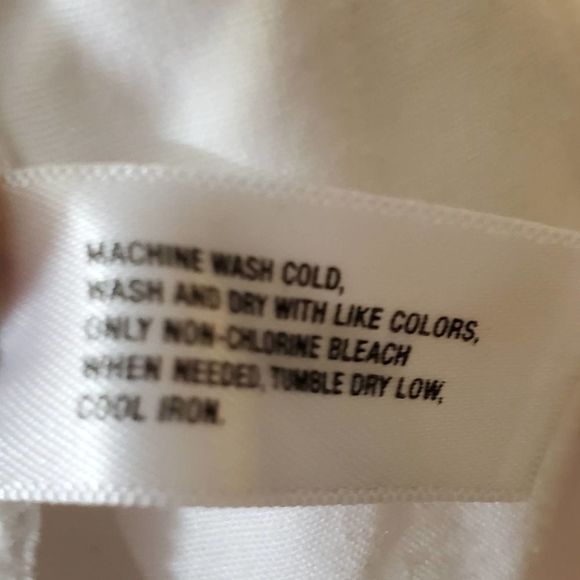 MACHINE WASH COLD,
WASH AND DRY WITH LIKE COLORS,
ONLY NON-CHLORINE BLEACH
WHEN NEEDED, TUMBLE DRY LOW,
COOL IRON.